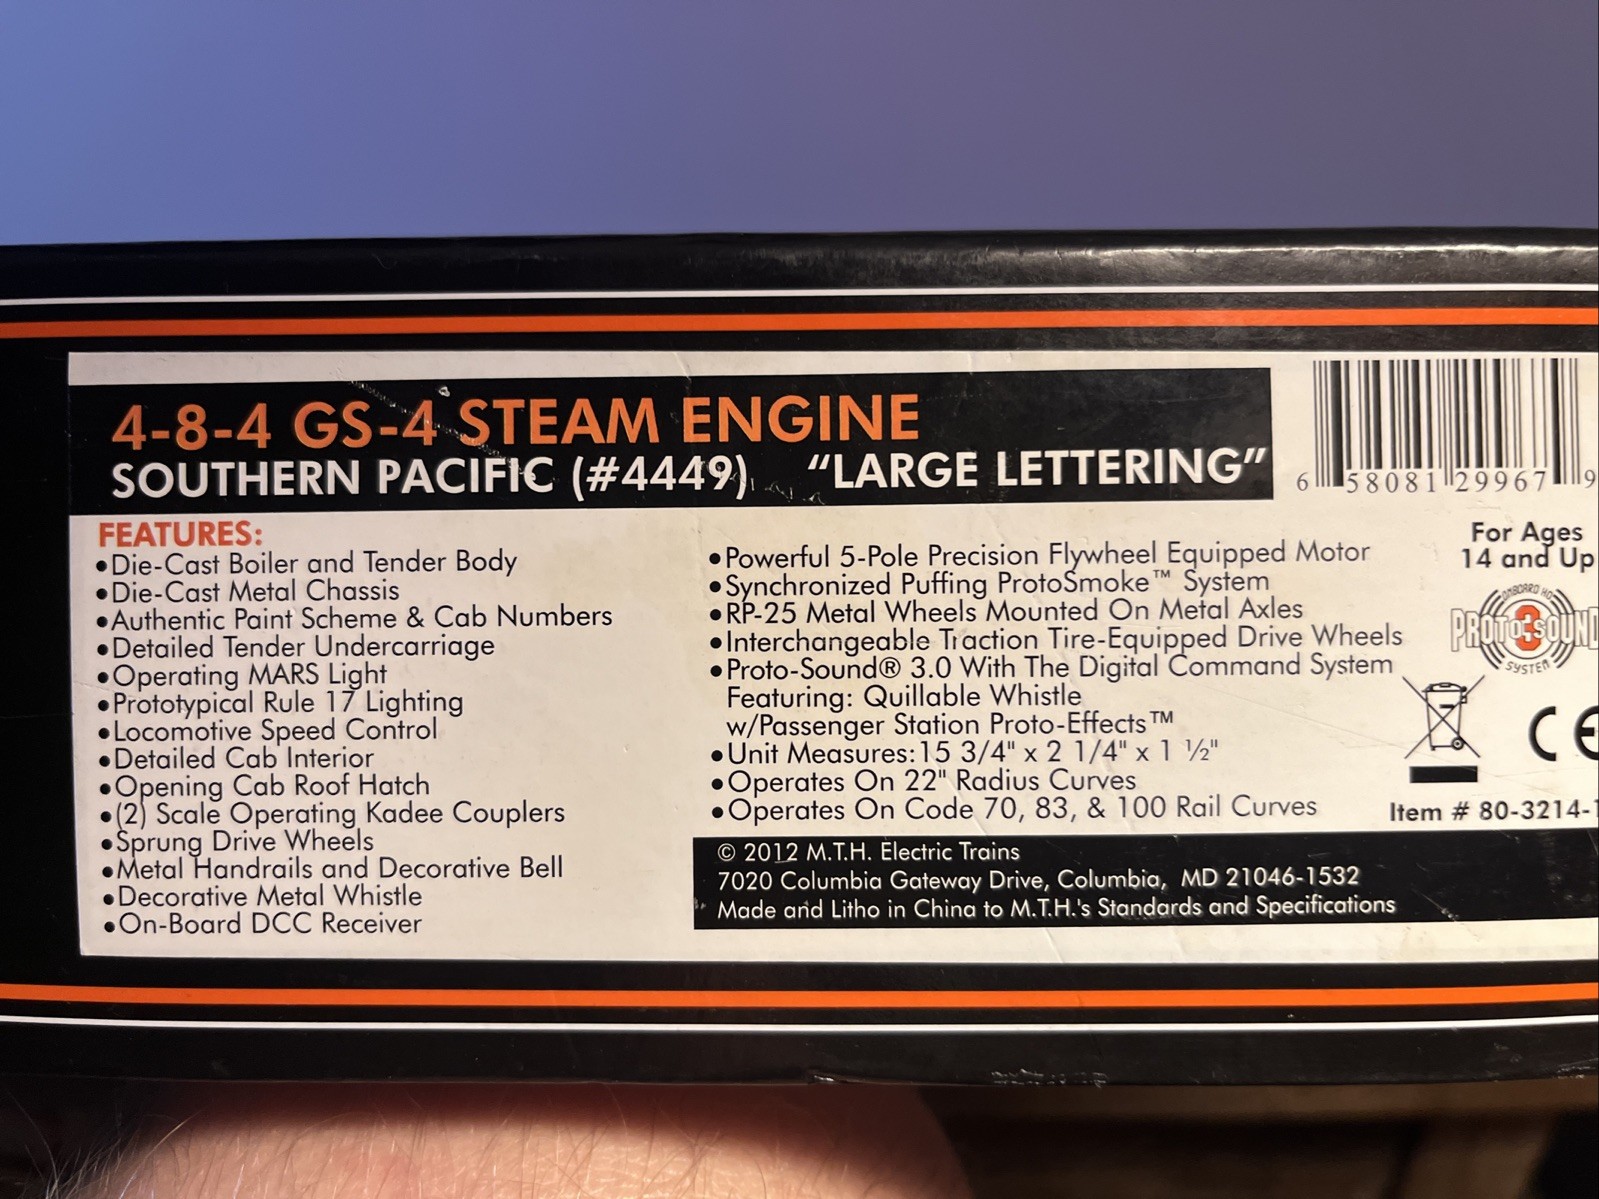 4-8-4 GS-4 STEAM ENGINE
SOUTHERN PACIFIC (#4449) “LARGE LETTERING”
6 58081 29967 9
FEATURES:
•Die-Cast Boiler and Tender Body
•Die-Cast Metal Chassis
•Authentic Paint Scheme & Cab Numbers
•Detailed Tender Undercarriage
•Operating MARS Light
•Prototypical Rule 17 Lighting
•Locomotive Speed Control
•Detailed Cab Interior
•Opening Cab Roof Hatch
•(2) Scale Operating Kadee Couplers
•Sprung Drive Wheels
•Metal Handrails and Decorative Bell
•Decorative Metal Whistle
•On-Board DCC Receiver
•Powerful 5-Pole Precision Flywheel Equipped Motor
•Synchronized Puffing ProtoSmoke™ System
•RP-25 Metal Wheels Mounted On Metal Axles
•Interchangeable Traction Tire-Equipped Drive Wheels
•Proto-Sound® 3.0 With The Digital Command System
Featuring: Quillable Whistle
w/Passenger Station Proto-Effects™
•Unit Measures:15 3/4" x 2 1/4" x 1 ½"
•Operates On 22" Radius Curves
•Operates On Code 70, 83, & 100 Rail Curves
For Ages
14 and Up
ONBOARD HO
PROTO3SOUND
SYSTEM
CE
Item # 80-3214-1
© 2012 M.T.H. Electric Trains
7020 Columbia Gateway Drive, Columbia, MD 21046-1532
Made and Litho in China to M.T.H.'s Standards and Specifications